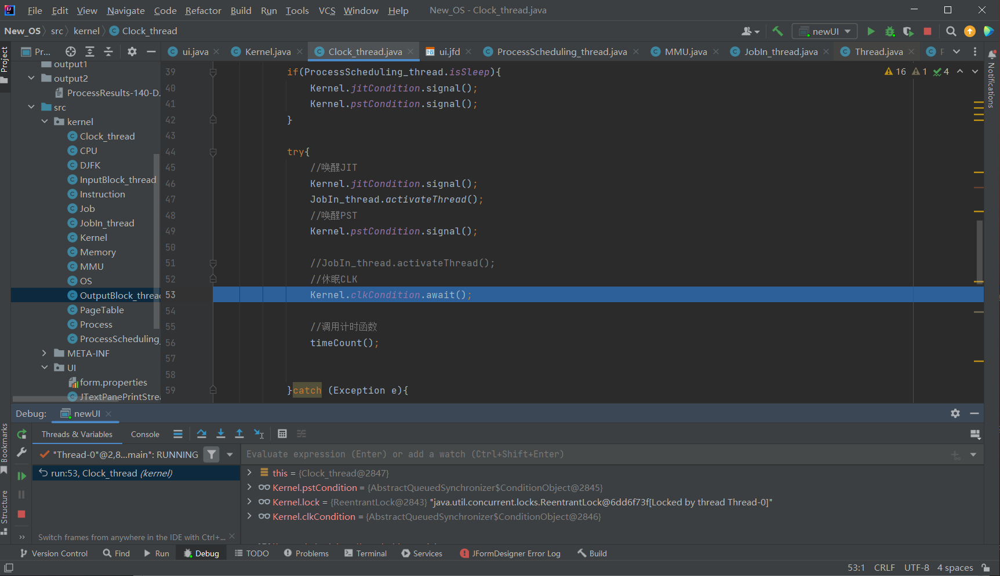 File Edit View Navigate Code Refactor Build Run Tools VCS Window Help New_OS - Clock_thread.java
New_OS src kernel Clock_thread newUI
Project Pr... ui.java Kernel.java Clock_thread.java ui.jfd ProcessScheduling_thread.java MMU.java JobIn_thread.java Thread.java
Notifications
output1
output2
ProcessResults-140-D.
src
kernel
Clock_thread
CPU
DJFK
InputBlock_thread
Instruction
Job
JobIn_thread
Kernel
Memory
MMU
OS
OutputBlock_threa
PageTable
Process
ProcessScheduling_
META-INF
UI
form.properties
JTextPanePrintStrea
16 1 4
39 if(ProcessScheduling_thread.isSleep){
40 Kernel.jitCondition.signal();
41 Kernel.pstCondition.signal();
42 }
43
44 try{
45 //唤醒JIT
46 Kernel.jitCondition.signal();
47 JobIn_thread.activateThread();
48 //唤醒PST
49 Kernel.pstCondition.signal();
50
51 //JobIn_thread.activateThread();
52 //休眠CLK
53 Kernel.clkCondition.await();
54
55 //调用计时函数
56 timeCount();
57
58
59 }catch (Exception e){
Debug: newUI
Bookmarks
Structure
Threads & Variables Console
"Thread-0"@2,8...main": RUNNING
Evaluate expression (Enter) or add a watch (Ctrl+Shift+Enter)
run:53, Clock_thread (kernel)
this = {Clock_thread@2847}
Kernel.pstCondition = {AbstractQueuedSynchronizer$ConditionObject@2845}
Kernel.lock = {ReentrantLock@2843} "java.util.concurrent.locks.ReentrantLock@6dd6f73f[Locked by thread Thread-0]"
Kernel.clkCondition = {AbstractQueuedSynchronizer$ConditionObject@2846}
Switch frames from anywhere in the IDE with Ctrl+...
Version Control Find Run Debug TODO Problems Terminal Services JFormDesigner Error Log Build
53:1 CRLF UTF-8 4 spaces